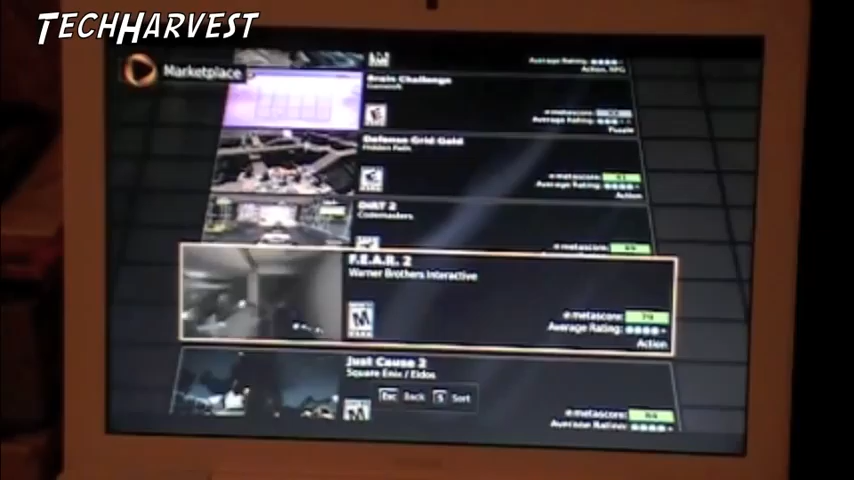 TECHHARVEST
Marketplace
Average Rating:
Action, RPG
Brain Challenge
Gameloft
metascore:
Average Rating:
Puzzle
Defense Grid Gold
Hidden Path
metascore:
Average Rating:
Action
DiRT 2
Codemasters
metascore:
F.E.A.R. 2
Warner Brothers Interactive
M
metascore: 79
Average Rating:
Action
Just Cause 2
Square Enix / Eidos
Esc Back S Sort
M
metascore: 84
Average Rating: